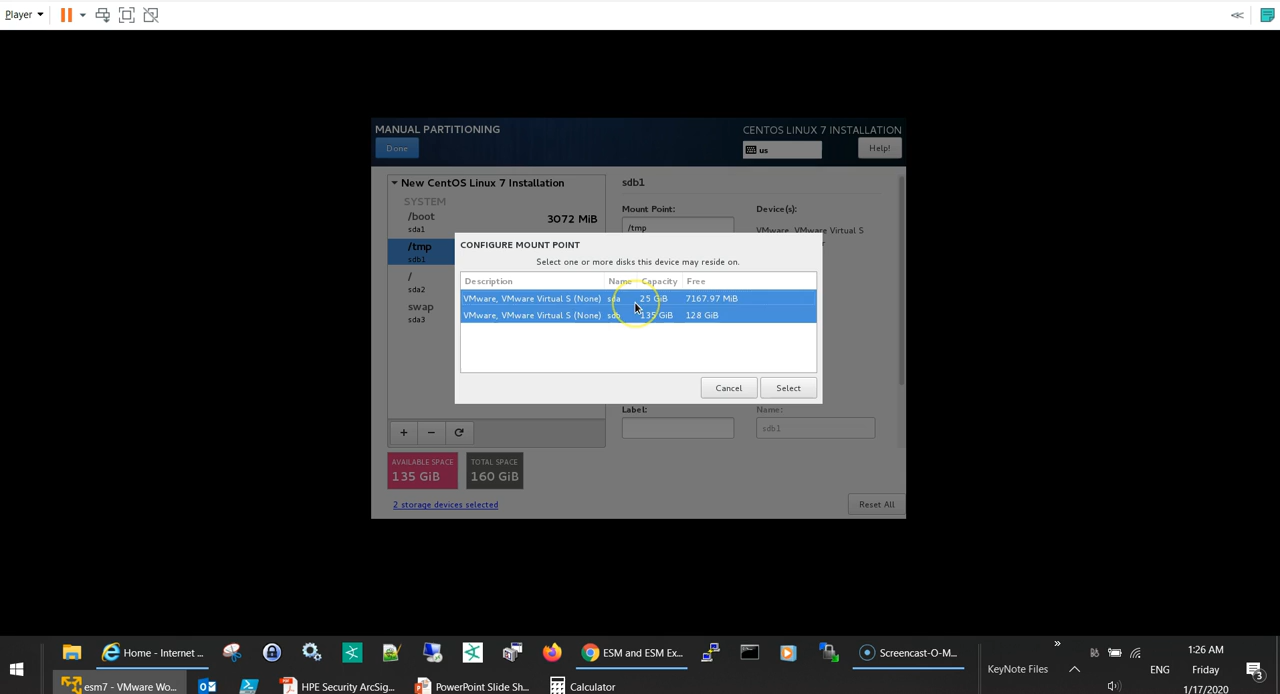 Player
MANUAL PARTITIONING
CENTOS LINUX 7 INSTALLATION
Done
us
Help!
New CentOS Linux 7 Installation
SYSTEM
/boot
3072 MiB
sda1
/tmp
sdb1
/
sda2
swap
sda3
sdb1
Mount Point:
Device(s):
/tmp
VMware, VMware Virtual S
CONFIGURE MOUNT POINT
Select one or more disks this device may reside on.
Description Name Capacity Free
VMware, VMware Virtual S (None) sda 25 GiB 7167.97 MiB
VMware, VMware Virtual S (None) sdb 135 GiB 128 GiB
Cancel
Select
Label:
Name:
sdb1
AVAILABLE SPACE
135 GiB
TOTAL SPACE
160 GiB
2 storage devices selected
Reset All
Home - Internet ...
ESM and ESM Ex...
Screencast-O-M...
esm7 - VMware Wo...
HPE Security ArcSig...
PowerPoint Slide Sh...
Calculator
KeyNote Files
ENG
1:26 AM
Friday
1/17/2020
3